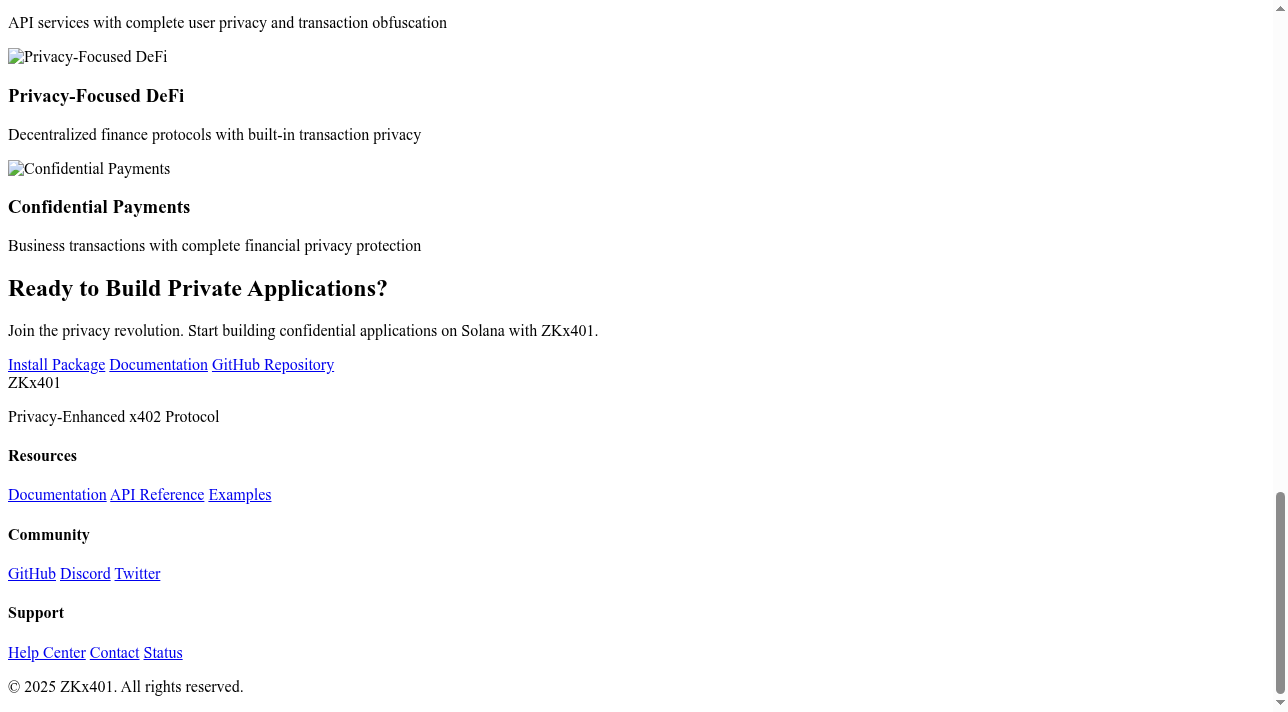 API services with complete user privacy and transaction obfuscation
Privacy-Focused DeFi
Privacy-Focused DeFi
Decentralized finance protocols with built-in transaction privacy
Confidential Payments
Confidential Payments
Business transactions with complete financial privacy protection
Ready to Build Private Applications?
Join the privacy revolution. Start building confidential applications on Solana with ZKx401.
Install Package Documentation GitHub Repository
ZKx401
Privacy-Enhanced x402 Protocol
Resources
Documentation API Reference Examples
Community
GitHub Discord Twitter
Support
Help Center Contact Status
© 2025 ZKx401. All rights reserved.